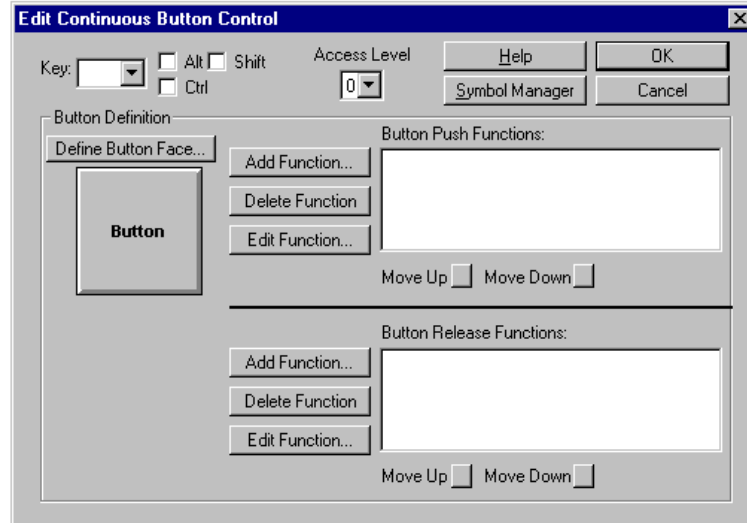 Edit Continuous Button Control
Key: Alt Shift Access Level Help OK
Ctrl 0 Symbol Manager Cancel
Button Definition
Define Button Face...
Button Push Functions:
Add Function...
Delete Function
Button
Edit Function...
Move Up Move Down
Button Release Functions:
Add Function...
Delete Function
Edit Function...
Move Up Move Down